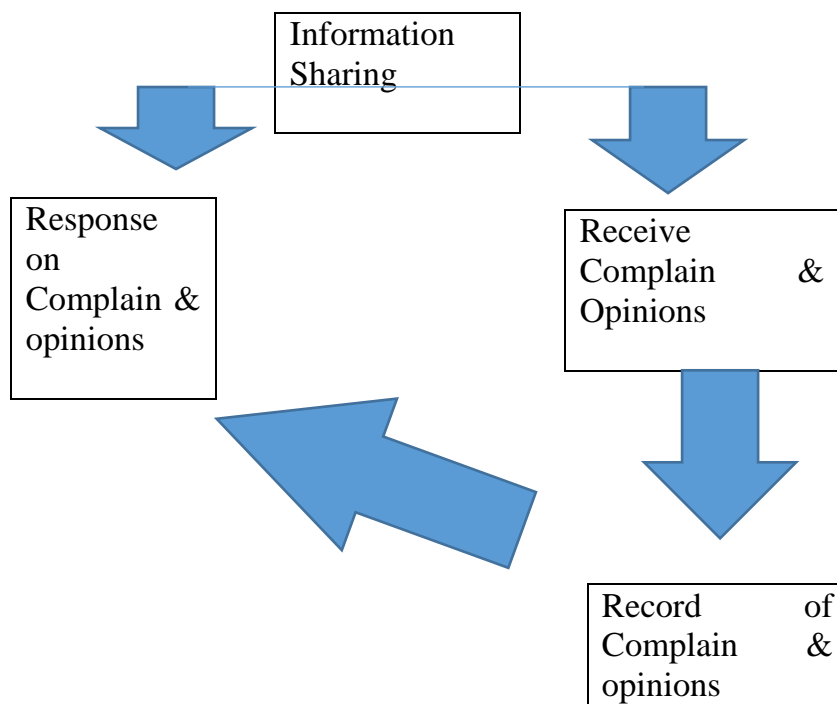 Information
Sharing
Response
on
Complain &
opinions
Receive
Complain &
Opinions
Record of
Complain &
opinions